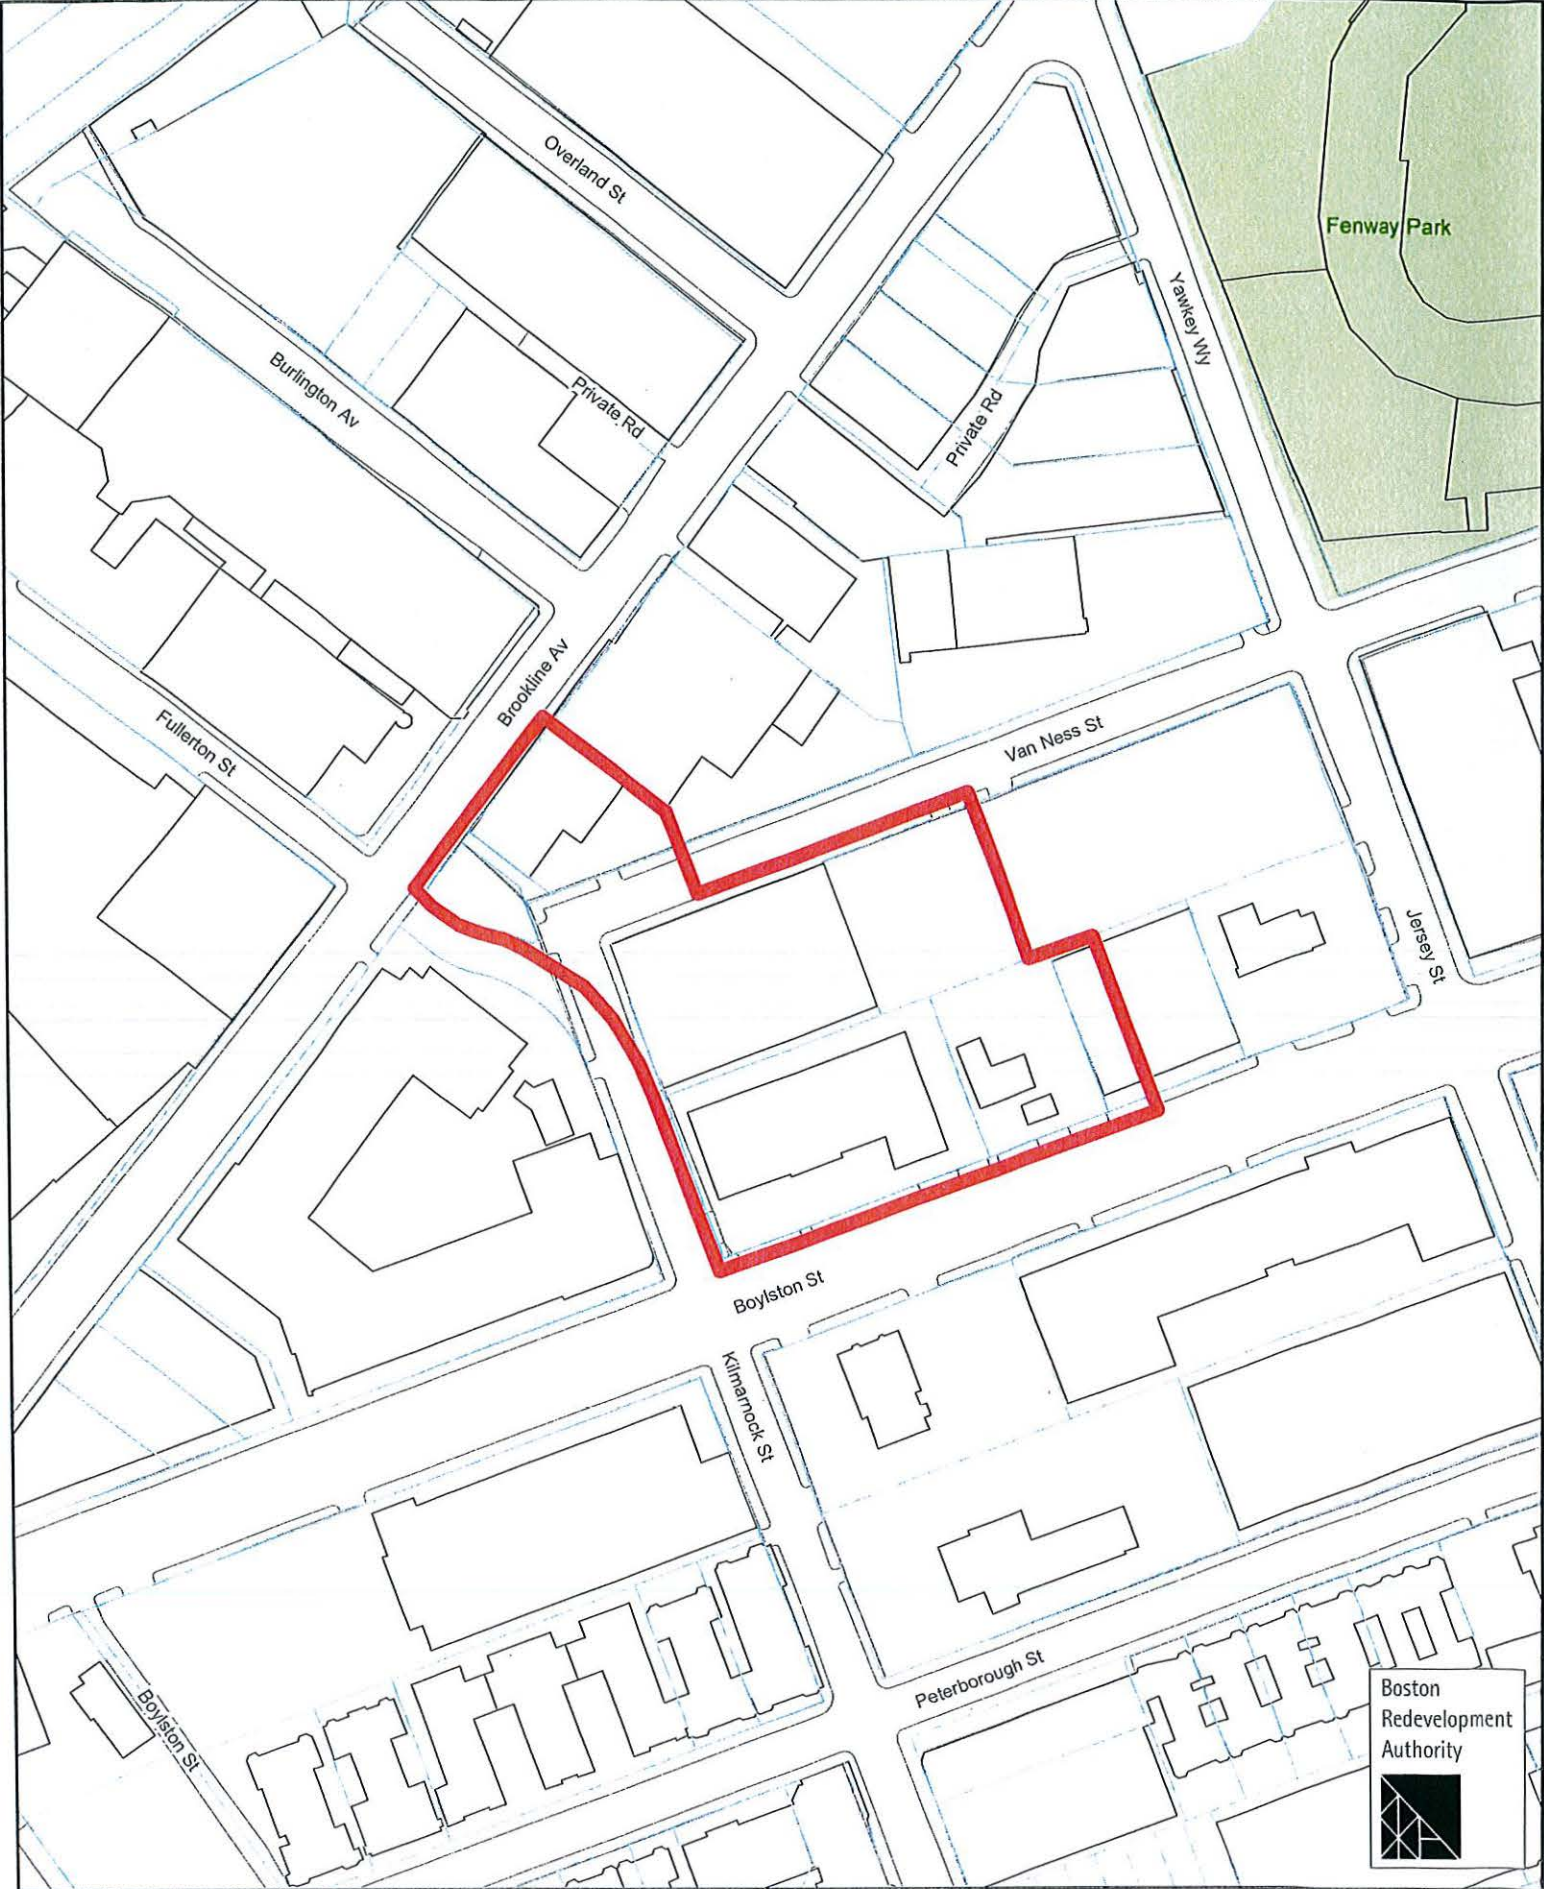 Overland St
Fenway Park
Yawkey Wy
Burlington Av
Private Rd
Private Rd
Brookline Av
Fullerton St
Van Ness St
Jersey St
Boylston St
Kilmarnock St
Peterborough St
Boylston St
Boston
Redevelopment
Authority